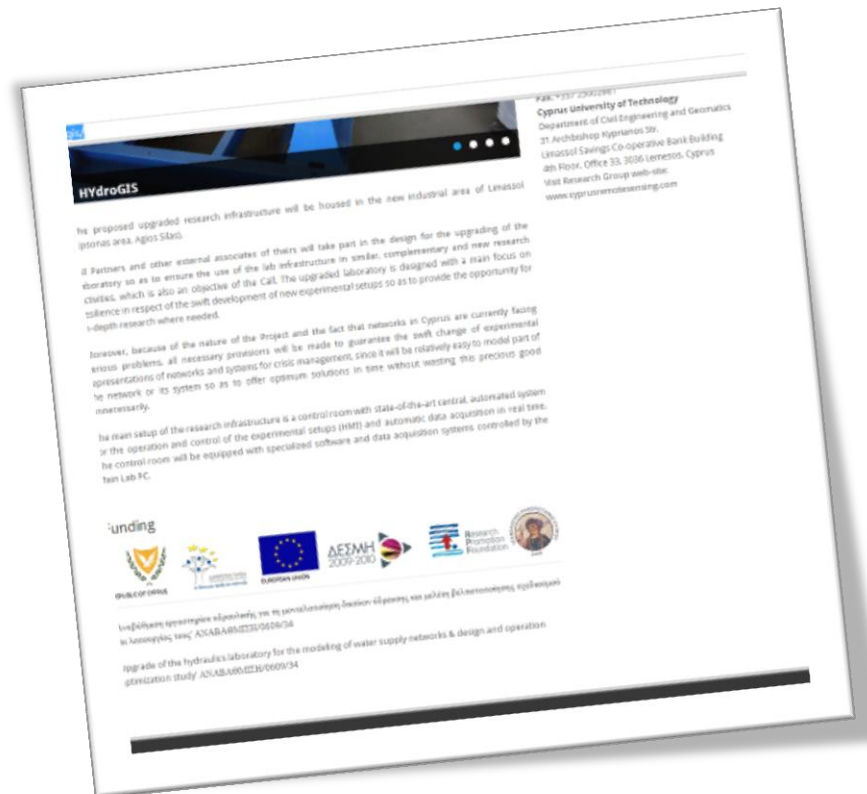 gis/
HYdroGIS
he proposed upgraded research infrastructure will be housed in the new industrial area of Limassol
Ipsonas area, Agios Silas).
ll Partners and other external associates of theirs will take part in the design for the upgrading of the
aboratory so as to ensure the use of the lab infrastructure in similar, complementary and new research
ctivities, which is also an objective of the Call. The upgraded laboratory is designed with a main focus on
esilience in respect of the swift development of new experimental setups so as to provide the opportunity for
-depth research where needed.
Moreover, because of the nature of the Project and the fact that networks in Cyprus are currently facing
erious problems, all necessary provisions will be made to guarantee the swift change of experimental
epresentations of networks and systems for crisis management, since it will be relatively easy to model part of
he network or its system so as to offer optimum solutions in time without wasting this precious good
nnecessarily.
he main setup of the research infrastructure is a control room with state-of-the-art central, automated system
or the operation and control of the experimental setups (HMI) and automatic data acquisition in real time.
he control room will be equipped with specialized software and data acquisition systems controlled by the
ain Lab PC.
Funding
EPUBLIC OF CYPRUS
EUROPEAN UNION
ΔΕΣΜΗ
2009-2010
Research
Promotion
Foundation
pgrade of the hydraulics laboratory for the modeling of water supply networks & design and operation
ptimization study' ΑΝΑΒΑΘΜΙΣΗ/0609/34
Cyprus University of Technology
Department of Civil Engineering and Geomatics
31 Archbishop Kyprianos Str.
Limassol Savings Co-operative Bank Building
4th Floor, Office 33, 3036 Lemesos, Cyprus
Visit Research Group web-site:
www.cyprusremotesensing.com